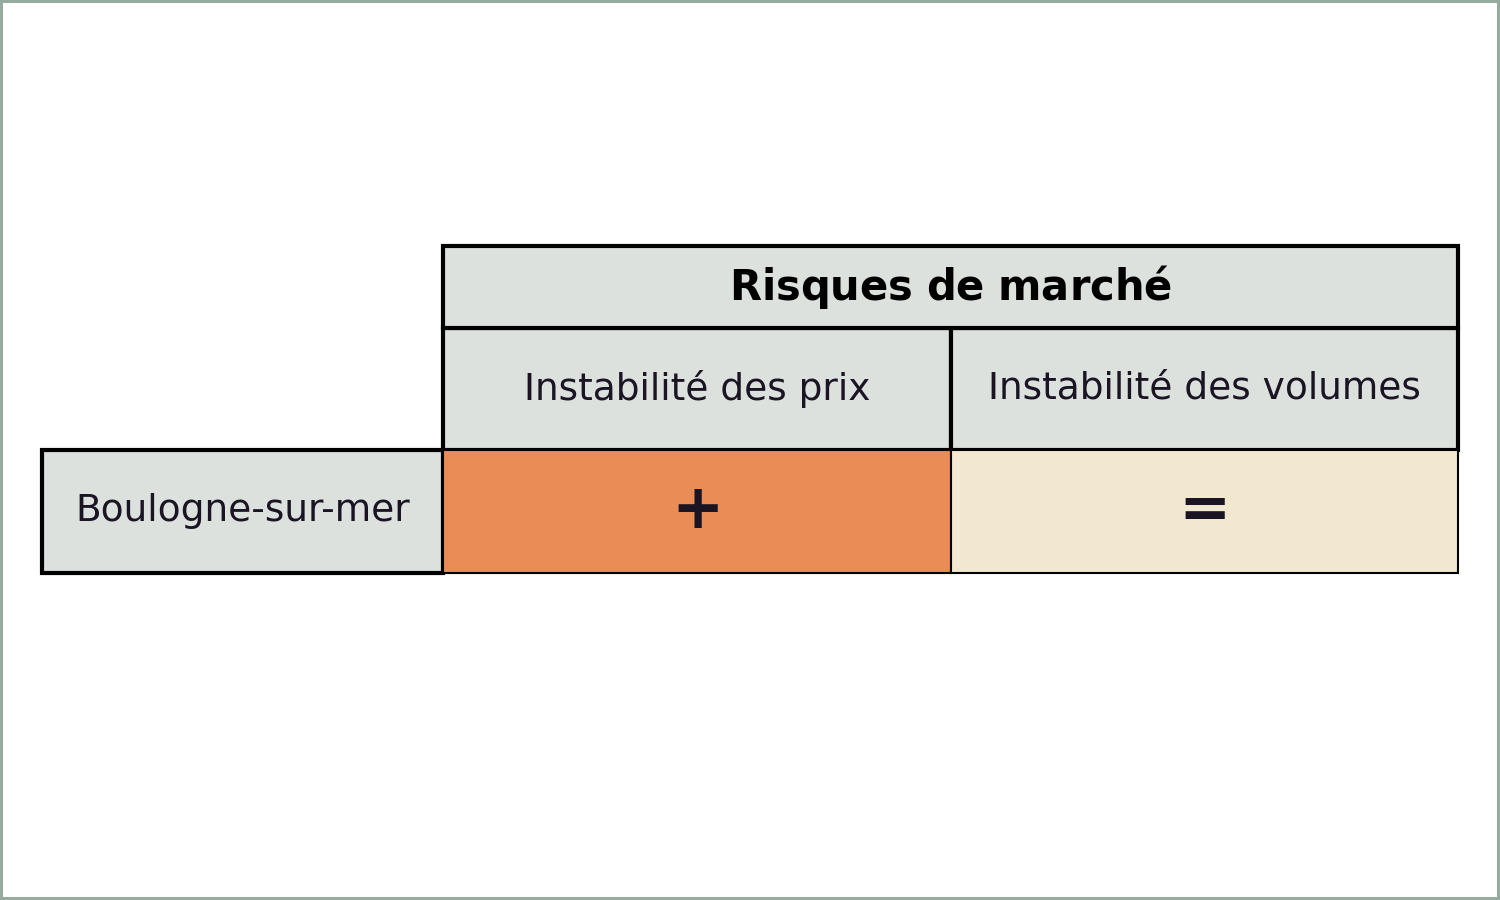 Risques de marché
Instabilité des prix
Instabilité des volumes
Boulogne-sur-mer
+
=